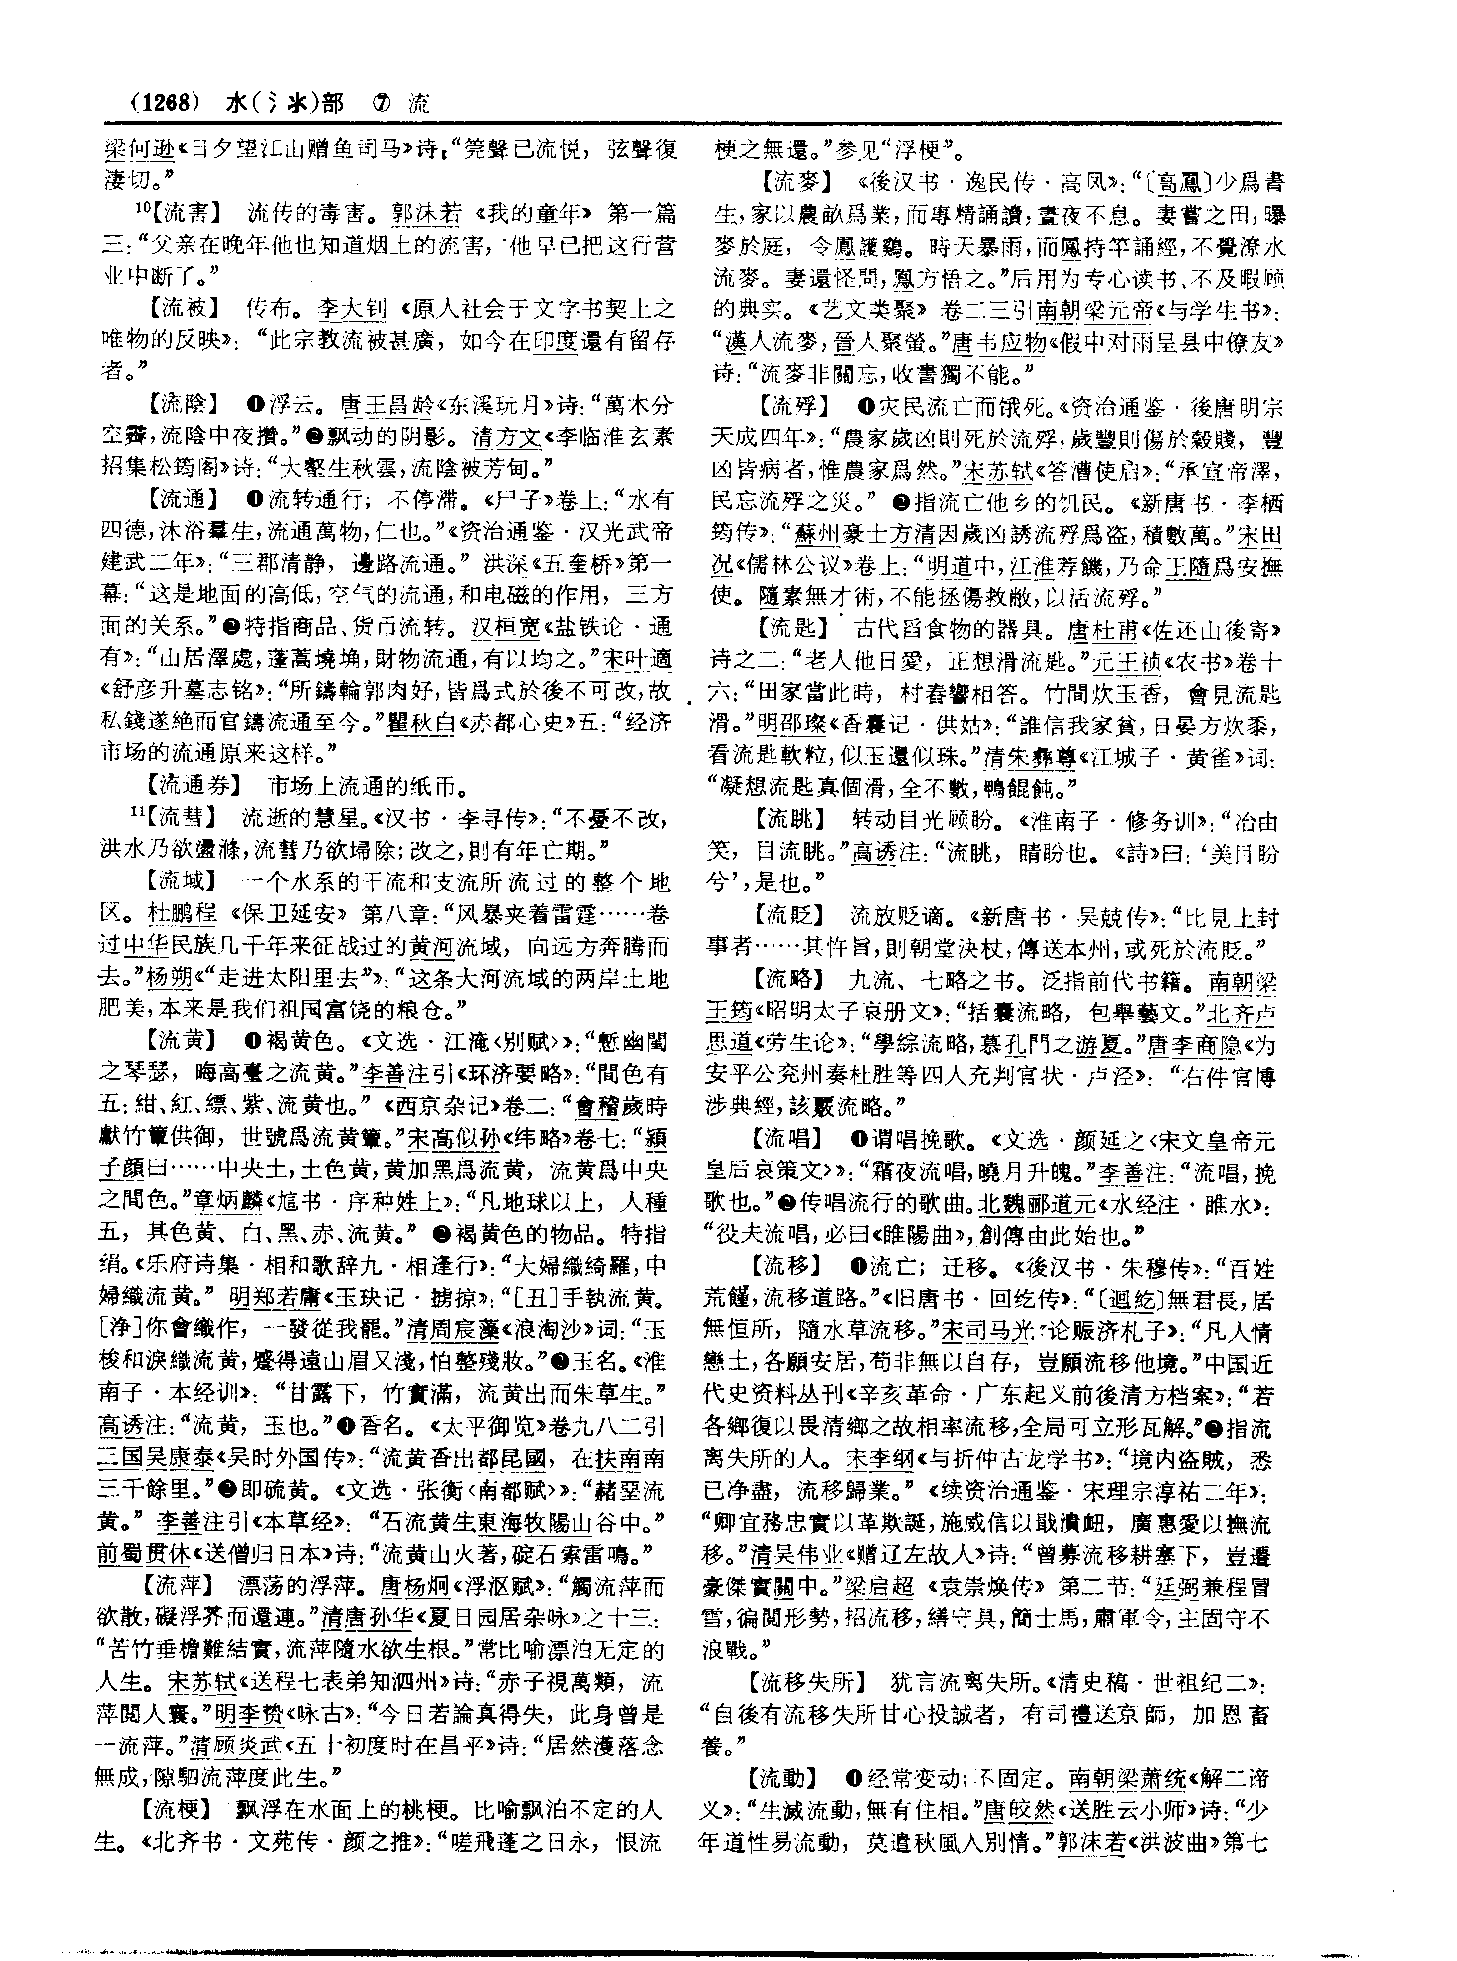 (1268) 水(氵氺)部 ⑦ 流
梁何逊《日夕望江山赠鱼司马》诗：“筦聲已流悦，弦聲復
淒切。”
¹⁰【流害】 流传的毒害。郭沫若《我的童年》第一篇
三：“父亲在晚年他也知道烟土的流害，他早已把这行营
业中断了。”
【流被】 传布。李大钊《原人社会于文字书契上之
唯物的反映》：“此宗教流被甚廣，如今在印度還有留存
者。”
【流陰】 ❶浮云。唐王昌龄《东溪玩月》诗：“萬木分
空霽，流陰中夜攢。”❷飘动的阴影。清方文《李临淮玄素
招集松筠阁》诗：“大壑生秋雲，流陰被芳甸。”
【流通】 ❶流转通行；不停滞。《尸子》卷上：“水有
四德，沐浴羣生，流通萬物，仁也。”《资治通鉴·汉光武帝
建武二年》：“三郡清静，邊路流通。”洪深《五奎桥》第一
幕：“这是地面的高低，空气的流通，和电磁的作用，三方
面的关系。”❷特指商品、货币流转。汉桓宽《盐铁论·通
有》：“山居澤處，蓬蒿墝埆，財物流通，有以均之。”宋叶適
《舒彦升墓志铭》：“所鑄輪郭肉好，皆爲式於後不可改，故
私錢遂絶而官鑄流通至今。”瞿秋白《赤都心史》五：“经济
市场的流通原来这样。”
【流通券】 市场上流通的纸币。
¹¹【流彗】 流逝的慧星。《汉书·李寻传》：“不憂不改，
洪水乃欲盪滌，流彗乃欲埽除；改之，則有年亡期。”
【流域】 一个水系的干流和支流所流过的整个地
区。杜鹏程《保卫延安》第八章：“风暴夹着雷霆……卷
过中华民族几千年来征战过的黄河流域，向远方奔腾而
去。”杨朔《“走进太阳里去”》：“这条大河流域的两岸土地
肥美，本来是我们祖国富饶的粮仓。”
【流黄】 ❶褐黄色。《文选·江淹〈别赋〉》：“慙幽閨
之琴瑟，晦高臺之流黄。”李善注引《环济要略》：“間色有
五：紺、紅、縹、紫、流黄也。”《西京杂记》卷二：“會稽歲時
獻竹簟供御，世號爲流黄簟。”宋高似孙《纬略》卷七：“潁
子顔曰……中央土，土色黄，黄加黑爲流黄，流黄爲中央
之間色。”章炳麟《訄书·序种姓上》：“凡地球以上，人種
五，其色黄、白、黑、赤、流黄。”❷褐黄色的物品。特指
绢。《乐府诗集·相和歌辞九·相逢行》：“大婦織綺羅，中
婦織流黄。”明郑若庸《玉玦记·掳掠》：“[丑]手執流黄。
[浄]你會織作，一發從我罷。”清周宸藻《浪淘沙》词：“玉
梭和淚織流黄，蹙得遠山眉又淺，怕整殘妝。”❸玉名。《淮
南子·本经训》：“甘露下，竹實滿，流黄出而朱草生。”
高诱注：“流黄，玉也。”❹香名。《太平御览》卷九八二引
三国吴康泰《吴时外国传》：“流黄香出都昆國，在扶南南
三千餘里。”❺即硫黄。《文选·张衡〈南都赋〉》：“赭堊流
黄。”李善注引《本草经》：“石流黄生東海牧陽山谷中。”
前蜀贯休《送僧归日本》诗：“流黄山火著，碇石索雷鳴。”
【流萍】 漂荡的浮萍。唐杨炯《浮沤赋》：“觸流萍而
欲散，礙浮芥而還連。”清唐孙华《夏日园居杂咏》之十三：
“苦竹垂檐難結實，流萍隨水欲生根。”常比喻漂泊无定的
人生。宋苏轼《送程七表弟知泗州》诗：“赤子視萬類，流
萍閲人寰。”明李贽《咏古》：“今日若論真得失，此身曾是
一流萍。”清顾炎武《五十初度时在昌平》诗：“居然濩落念
無成，隙駟流萍度此生。”
【流梗】 飘浮在水面上的桃梗。比喻飘泊不定的人
生。《北齐书·文苑传·颜之推》：“嗟飛蓬之日永，恨流
梗之無還。”参见“浮梗”。
【流麥】 《後汉书·逸民传·高凤》：“〔高鳳〕少爲書
生，家以農畝爲業，而專精誦讀，晝夜不息。妻嘗之田，曝
麥於庭，令鳳護鷄。時天暴雨，而鳳持竿誦經，不覺潦水
流麥。妻還怪問，鳳方悟之。”后用为专心读书、不及暇顾
的典实。《艺文类聚》卷二三引南朝梁元帝《与学生书》：
“漢人流麥，晉人聚螢。”唐韦应物《假中对雨呈县中僚友》
诗：“流麥非關忘，收書獨不能。”
【流殍】 ❶灾民流亡而饿死。《资治通鉴·後唐明宗
天成四年》：“農家歲凶則死於流殍，歲豐則傷於穀賤，豐
凶皆病者，惟農家爲然。”宋苏轼《答漕使启》：“承宣帝澤，
民忘流殍之災。”❷指流亡他乡的饥民。《新唐书·李栖
筠传》：“蘇州豪士方清因歲凶誘流殍爲盗，積數萬。”宋田
况《儒林公议》卷上：“明道中，江淮荐饑，乃命王隨爲安撫
使。隨素無才術，不能拯傷救敝，以活流殍。”
【流匙】 古代舀食物的器具。唐杜甫《佐还山後寄》
诗之二：“老人他日愛，正想滑流匙。”元王祯《农书》卷十
六：“田家當此時，村舂響相答。竹間炊玉香，會見流匙
滑。”明邵璨《香囊记·供姑》：“誰信我家貧，日晏方炊黍，
看流匙軟粒，似玉還似珠。”清朱彝尊《江城子·黄雀》词：
“凝想流匙真個滑，全不數，鴨餛飩。”
【流眺】 转动目光顾盼。《淮南子·修务训》：“冶由
笑，目流眺。”高诱注：“流眺，睛盼也。《詩》曰：‘美目盼
兮’，是也。”
【流貶】 流放贬谪。《新唐书·吴兢传》：“比見上封
事者……其忤旨，則朝堂決杖，傳送本州，或死於流貶。”
【流略】 九流、七略之书。泛指前代书籍。南朝梁
王筠《昭明太子哀册文》：“括囊流略，包舉藝文。”北齐卢
思道《劳生论》：“學綜流略，慕孔門之游夏。”唐李商隐《为
安平公兖州奏杜胜等四人充判官状·卢泾》：“右件官博
涉典經，該覈流略。”
【流唱】 ❶谓唱挽歌。《文选·颜延之〈宋文皇帝元
皇后哀策文〉》：“霜夜流唱，曉月升魄。”李善注：“流唱，挽
歌也。”❷传唱流行的歌曲。北魏郦道元《水经注·睢水》：
“役夫流唱，必曰《睢陽曲》，創傳由此始也。”
【流移】 ❶流亡；迁移。《後汉书·朱穆传》：“百姓
荒饉，流移道路。”《旧唐书·回纥传》：“〔迴紇〕無君長，居
無恒所，隨水草流移。”宋司马光《论赈济札子》：“凡人情
戀土，各願安居，苟非無以自存，豈願流移他境。”中国近
代史资料丛刊《辛亥革命·广东起义前後清方档案》：“若
各鄉復以畏清鄉之故相率流移，全局可立形瓦解。”❷指流
离失所的人。宋李纲《与折仲古龙学书》：“境内盗賊，悉
已浄盡，流移歸業。”《续资治通鉴·宋理宗淳祐二年》：
“卿宜務忠實以革欺誕，施威信以戢潰衄，廣惠愛以撫流
移。”清吴伟业《赠辽左故人》诗：“曾募流移耕塞下，豈遷
豪傑實關中。”梁启超《袁崇焕传》第二节：“廷弼兼程冒
雪，徧閲形勢，招流移，繕守具，簡士馬，肅軍令，主固守不
浪戰。”
【流移失所】 犹言流离失所。《清史稿·世祖纪二》：
“自後有流移失所甘心投誠者，有司禮送京師，加恩畜
養。”
【流動】 ❶经常变动；不固定。南朝梁萧统《解二谛
义》：“生滅流動，無有住相。”唐皎然《送胜云小师》诗：“少
年道性易流動，莫遣秋風入別情。”郭沫若《洪波曲》第七